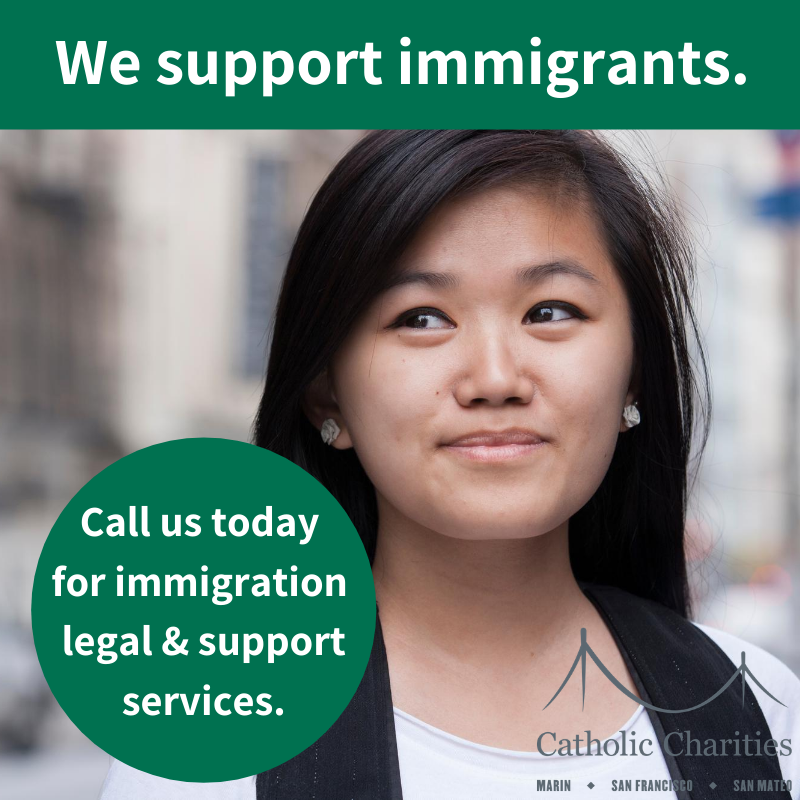 We support immigrants.
Call us today
for immigration
legal & support
services.
Catholic Charities
MARIN ◆ SAN FRANCISCO ◆ SAN MATEO